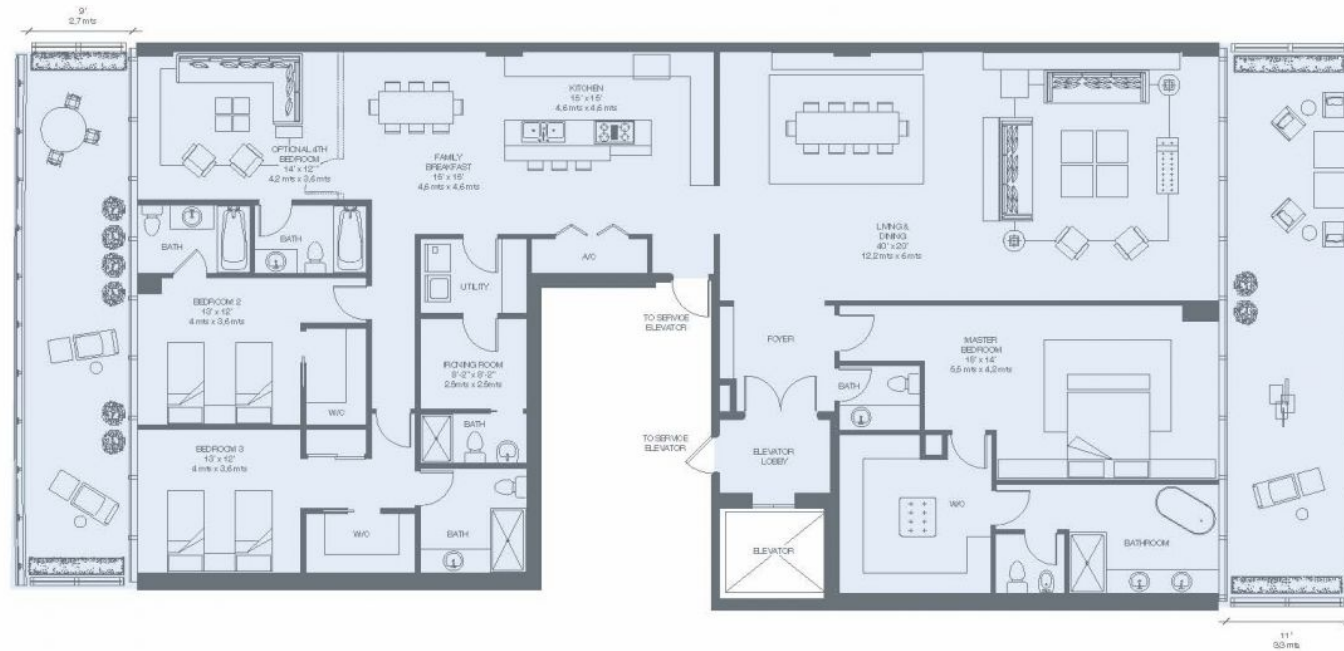 9'
2,7 mts
OPTIONAL 4TH
BEDROOM
14' x 12'
4,2 mts x 3,6 mts
FAMILY
BREAKFAST
15' x 15'
4,6 mts x 4,6 mts
KITCHEN
15' x 15'
4,6 mts x 4,6 mts
LIVING &
DINING
40' x 20'
12,2 mts x 6 mts
BATH
BATH
A/C
UTILITY
BEDROOM 2
13' x 12'
4 mts x 3,6 mts
W/C
IRONING ROOM
8'-2" x 8'-2"
2.5mts x 2.5mts
BATH
TO SERVICE
ELEVATOR
FOYER
MASTER
BEDROOM
18' x 14'
5,5 mts x 4,2 mts
BATH
BEDROOM 3
13' x 12'
4 mts x 3,6 mts
W/C
BATH
TO SERVICE
ELEVATOR
ELEVATOR
LOBBY
W/C
ELEVATOR
BATHROOM
11'
3,3 mts